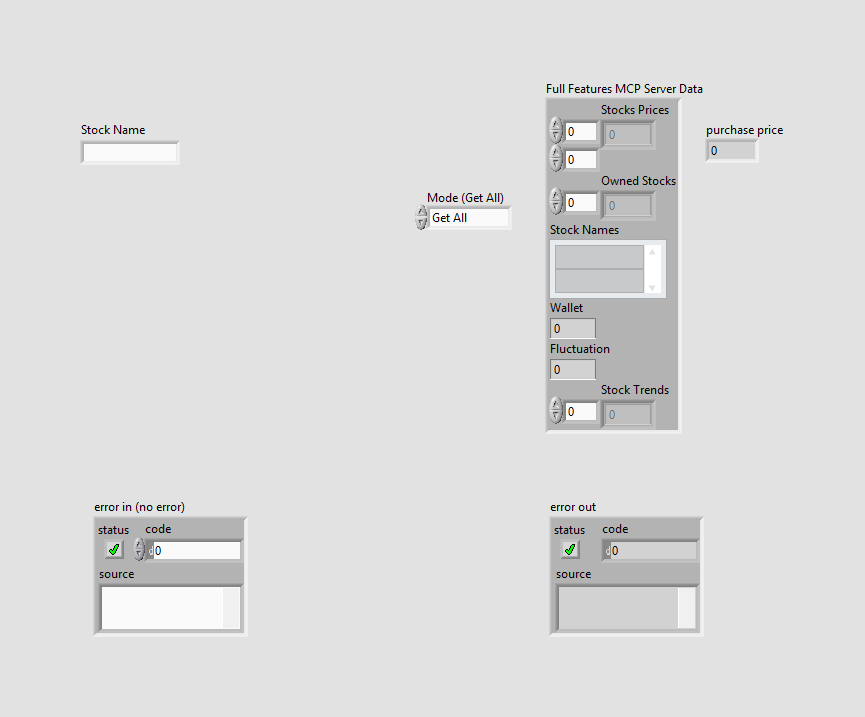 Full Features MCP Server Data
Stocks Prices
0
0
0
Stock Name
purchase price
0
Owned Stocks
0
0
Mode (Get All)
Get All
Stock Names
Wallet
0
Fluctuation
0
Stock Trends
0
0
error in (no error)
status
code
d0
source
error out
status
code
d0
source